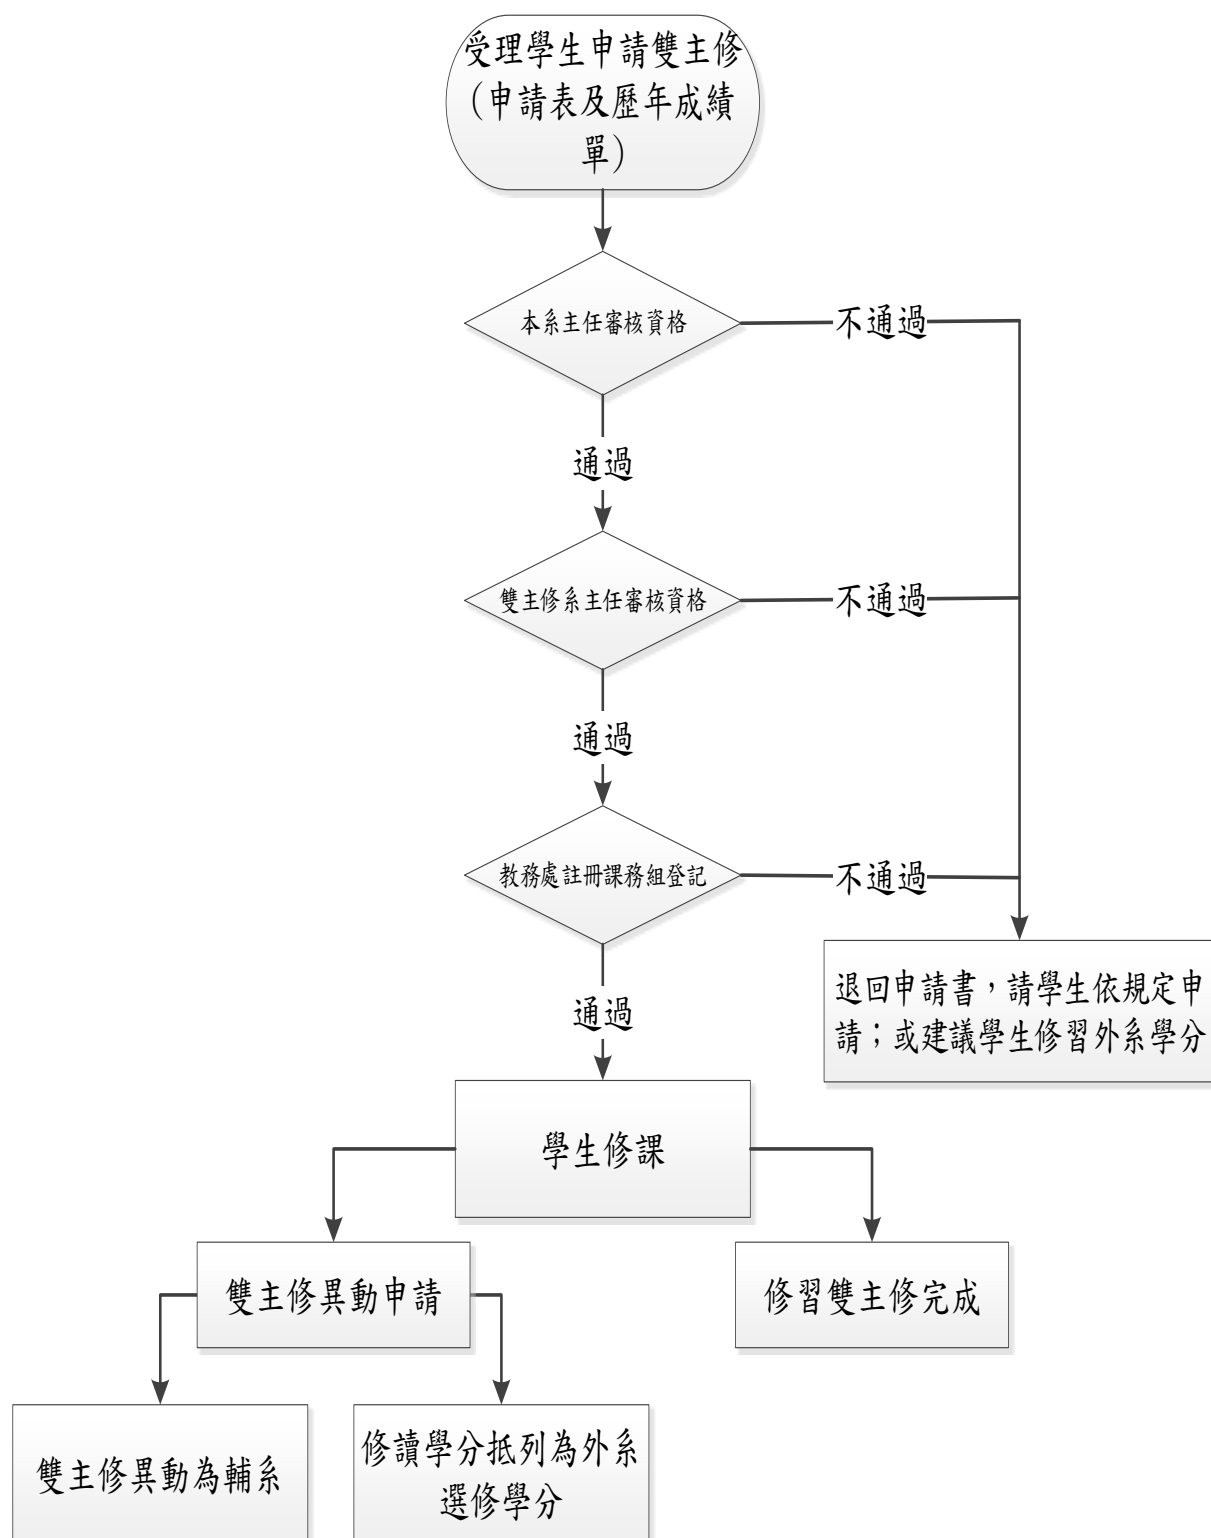 受理學生申請雙主修
(申請表及歷年成績
單)
本系主任審核資格
不通過
通過
雙主修系主任審核資格
不通過
通過
教務處註冊課務組登記
不通過
退回申請書，請學生依規定申
請；或建議學生修習外系學分
通過
學生修課
雙主修異動申請
修習雙主修完成
雙主修異動為輔系
修讀學分抵列為外系
選修學分